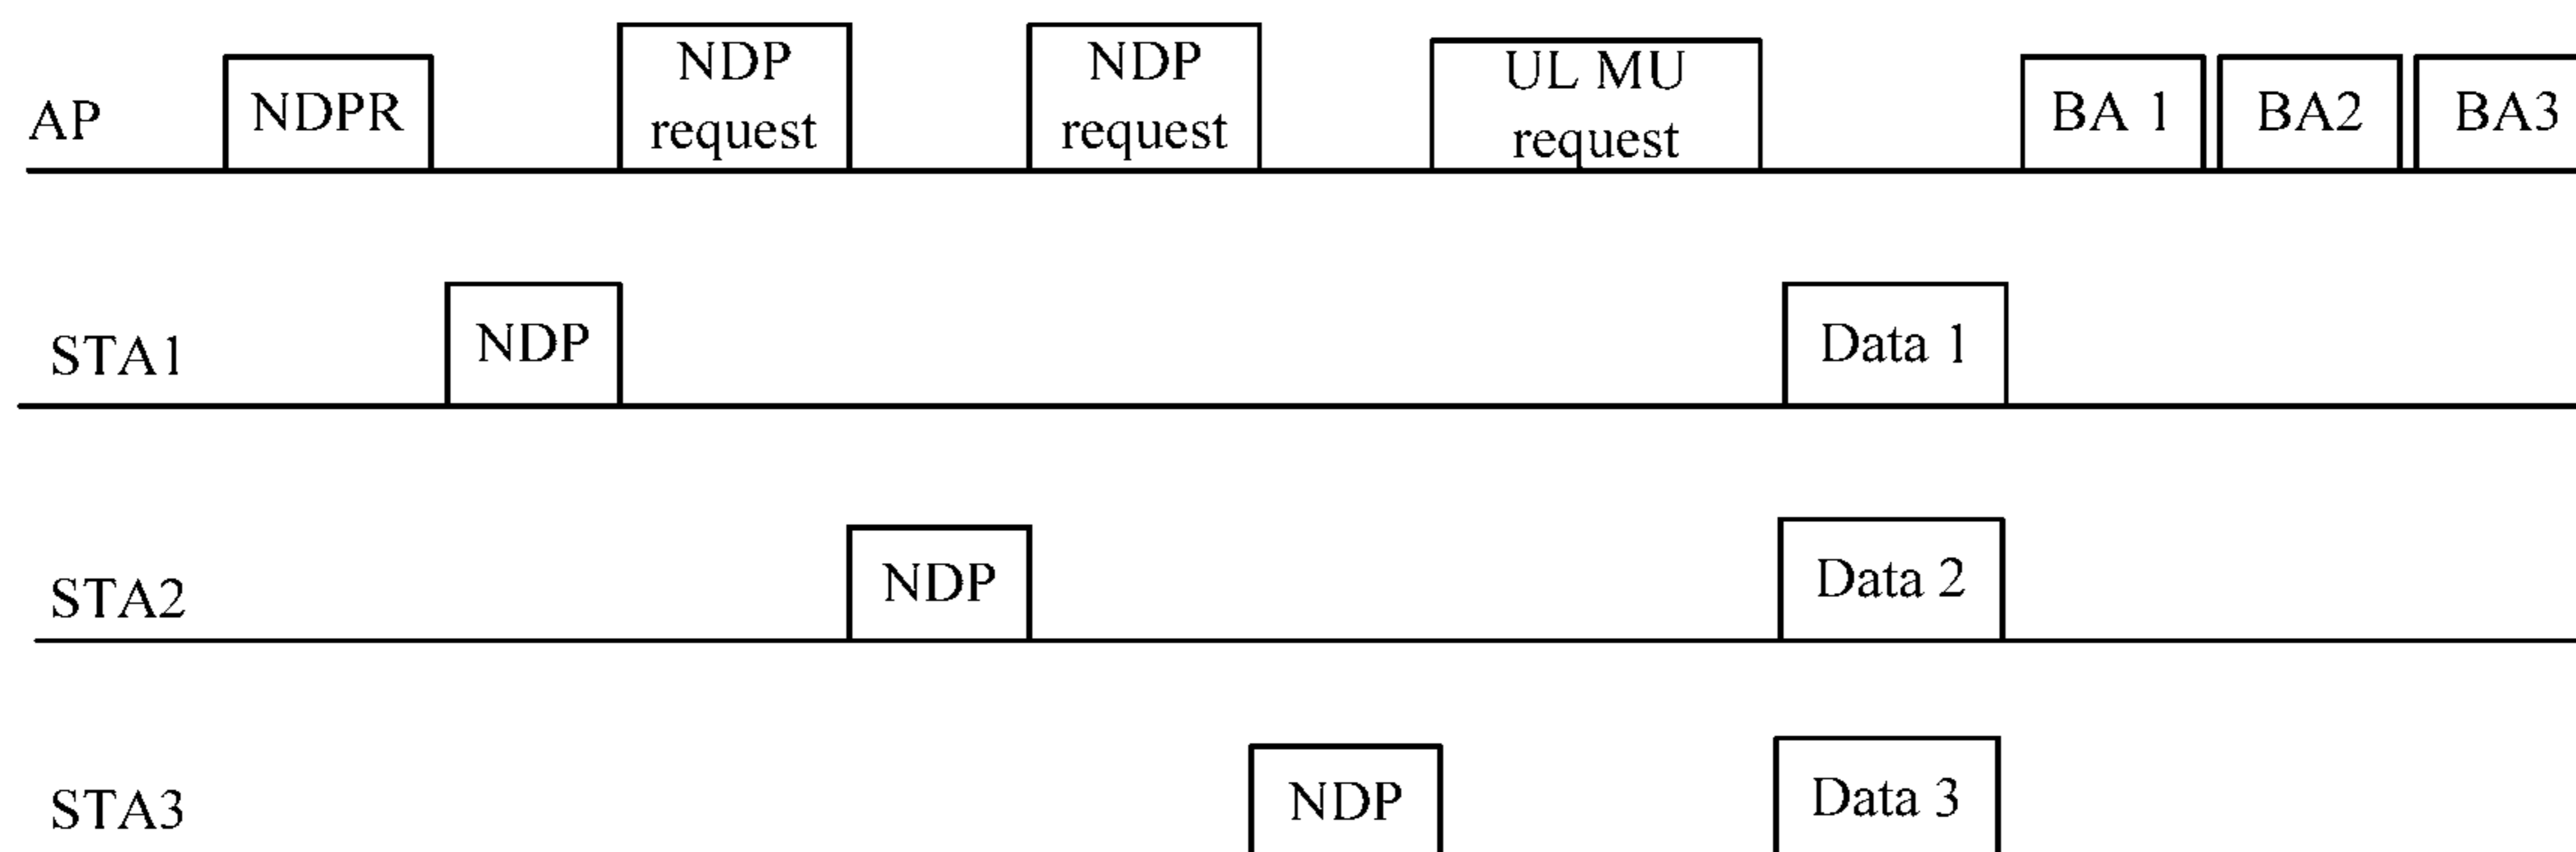 AP
NDPR
NDP
request
NDP
request
UL MU
request
BA 1
BA2
BA3
STA1
NDP
Data 1
STA2
NDP
Data 2
STA3
NDP
Data 3